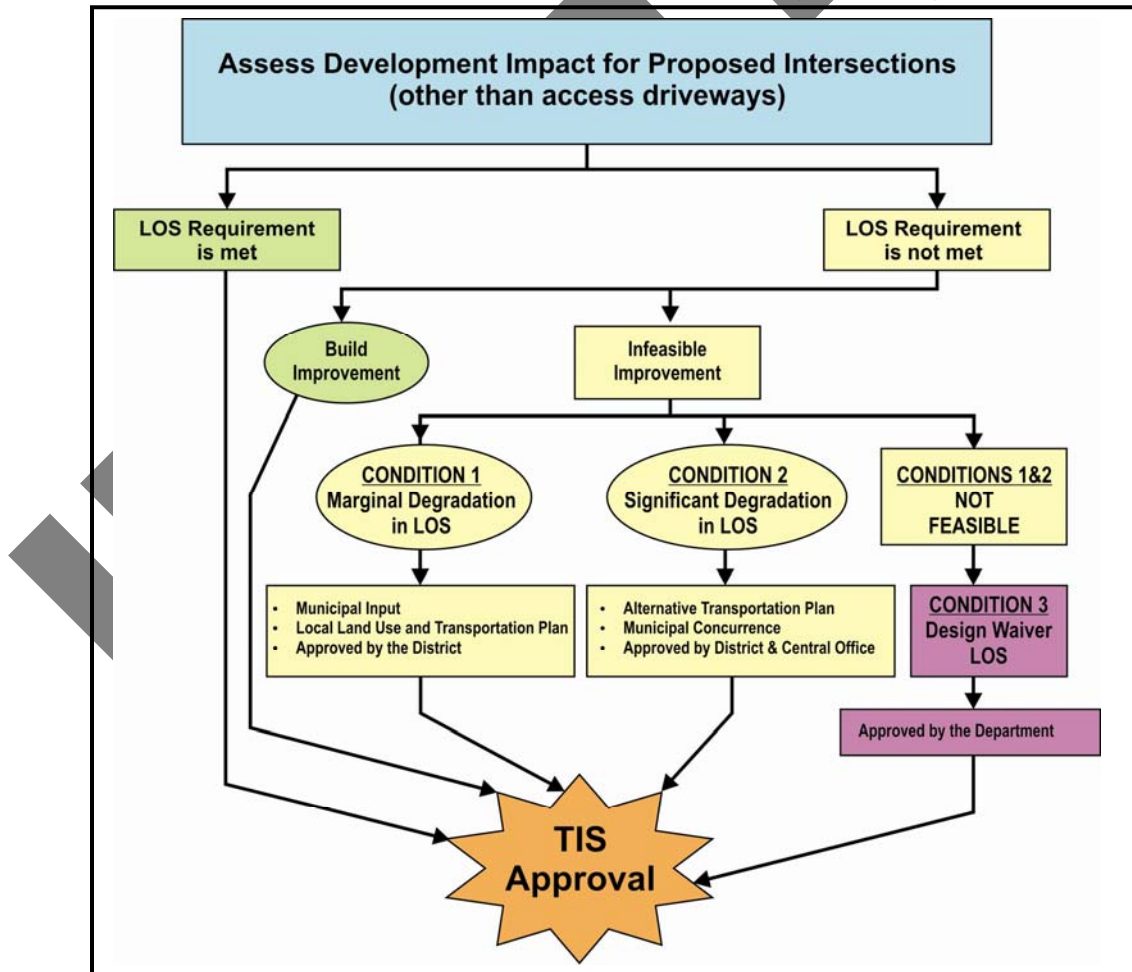 Assess Development Impact for Proposed Intersections
(other than access driveways)
LOS Requirement
is met
LOS Requirement
is not met
Build
Improvement
Infeasible
Improvement
CONDITION 1
Marginal Degradation
in LOS
CONDITION 2
Significant Degradation
in LOS
CONDITIONS 1&2
NOT
FEASIBLE
• Municipal Input
• Local Land Use and Transportation Plan
• Approved by the District
• Alternative Transportation Plan
• Municipal Concurrence
• Approved by District & Central Office
CONDITION 3
Design Waiver
LOS
Approved by the Department
TIS
Approval